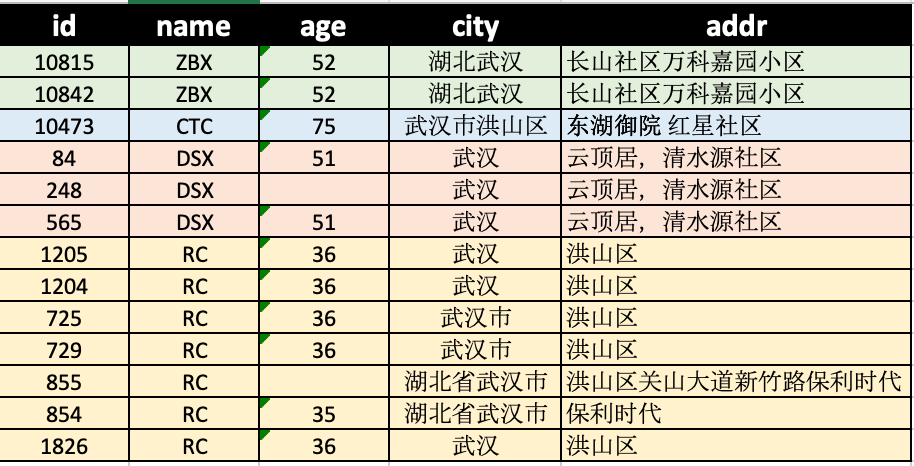 id name age city addr
10815 ZBX 52 湖北武汉 长山社区万科嘉园小区
10842 ZBX 52 湖北武汉 长山社区万科嘉园小区
10473 CTC 75 武汉市洪山区 东湖御院 红星社区
84 DSX 51 武汉 云顶居，清水源社区
248 DSX 武汉 云顶居，清水源社区
565 DSX 51 武汉 云顶居，清水源社区
1205 RC 36 武汉 洪山区
1204 RC 36 武汉 洪山区
725 RC 36 武汉市 洪山区
729 RC 36 武汉市 洪山区
855 RC 湖北省武汉市 洪山区关山大道新竹路保利时代
854 RC 35 湖北省武汉市 保利时代
1826 RC 36 武汉 洪山区